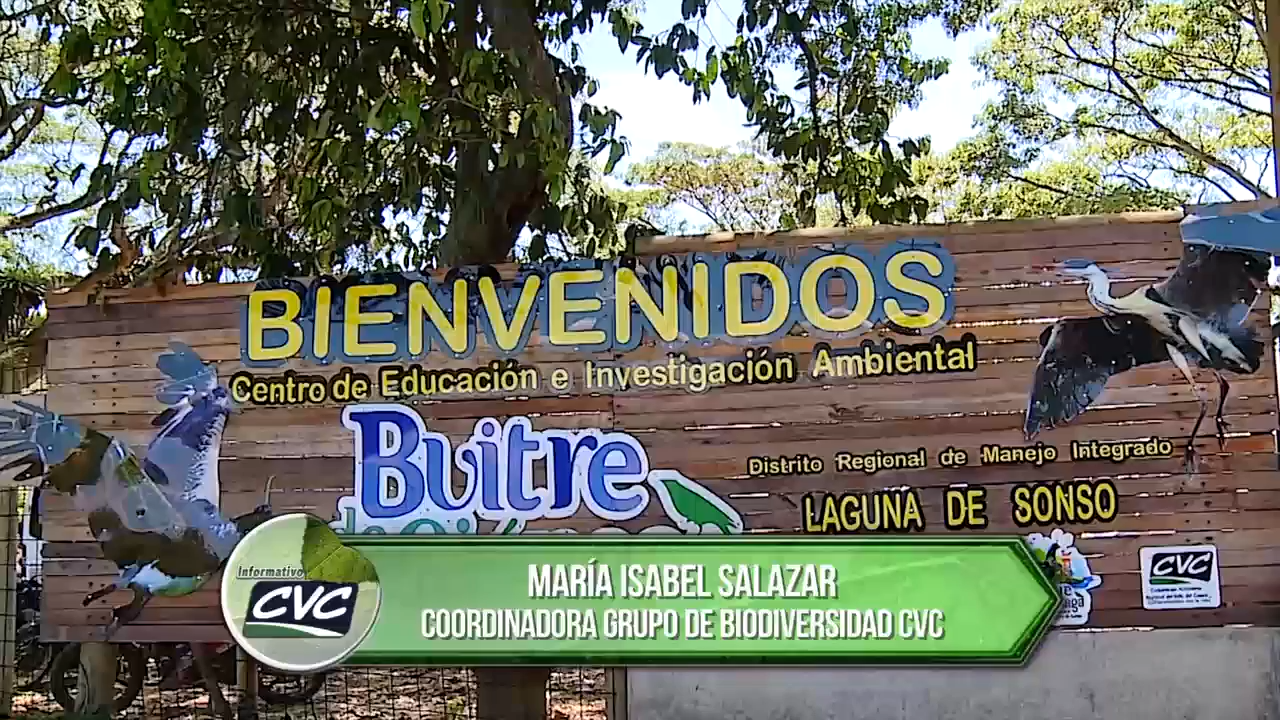 BIENVENIDOS
Centro de Educación e Investigación Ambiental
Buitre
Distrito Regional de Manejo Integrado
LAGUNA DE SONSO
CVC
Informativo
CVC
MARÍA ISABEL SALAZAR
COORDINADORA GRUPO DE BIODIVERSIDAD CVC